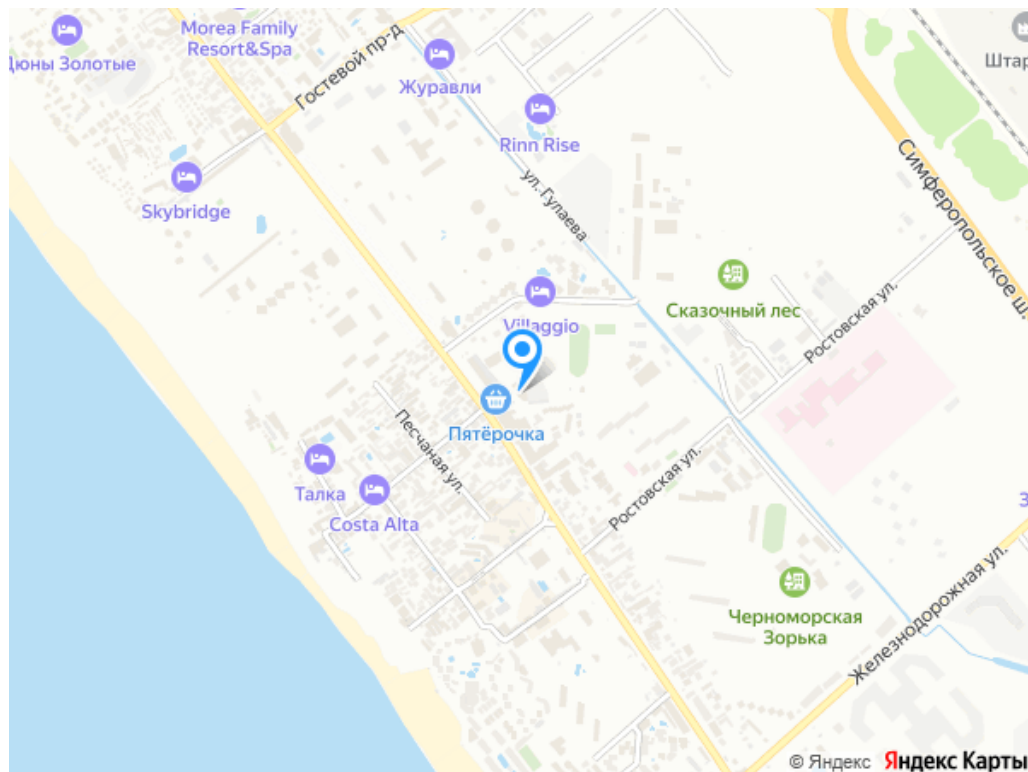 Morea Family
Resort&Spa
Дюны Золотые
Гостевой пр-д
Журавли
Штар
Rinn Rise
Симферопольское ш.
ул. Гулаева
Skybridge
Сказочный лес
Villaggio
Ростовская ул.
Пятёрочка
Песчаная ул.
Талка
Costa Alta
Ростовская ул.
З
Черноморская
Зорька
Железнодорожная ул.
© Яндекс Яндекс Карты